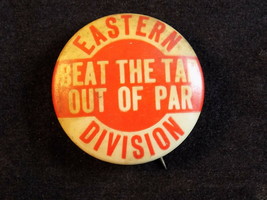 EASTERN
BEAT THE TAR
OUT OF PAR
DIVISION